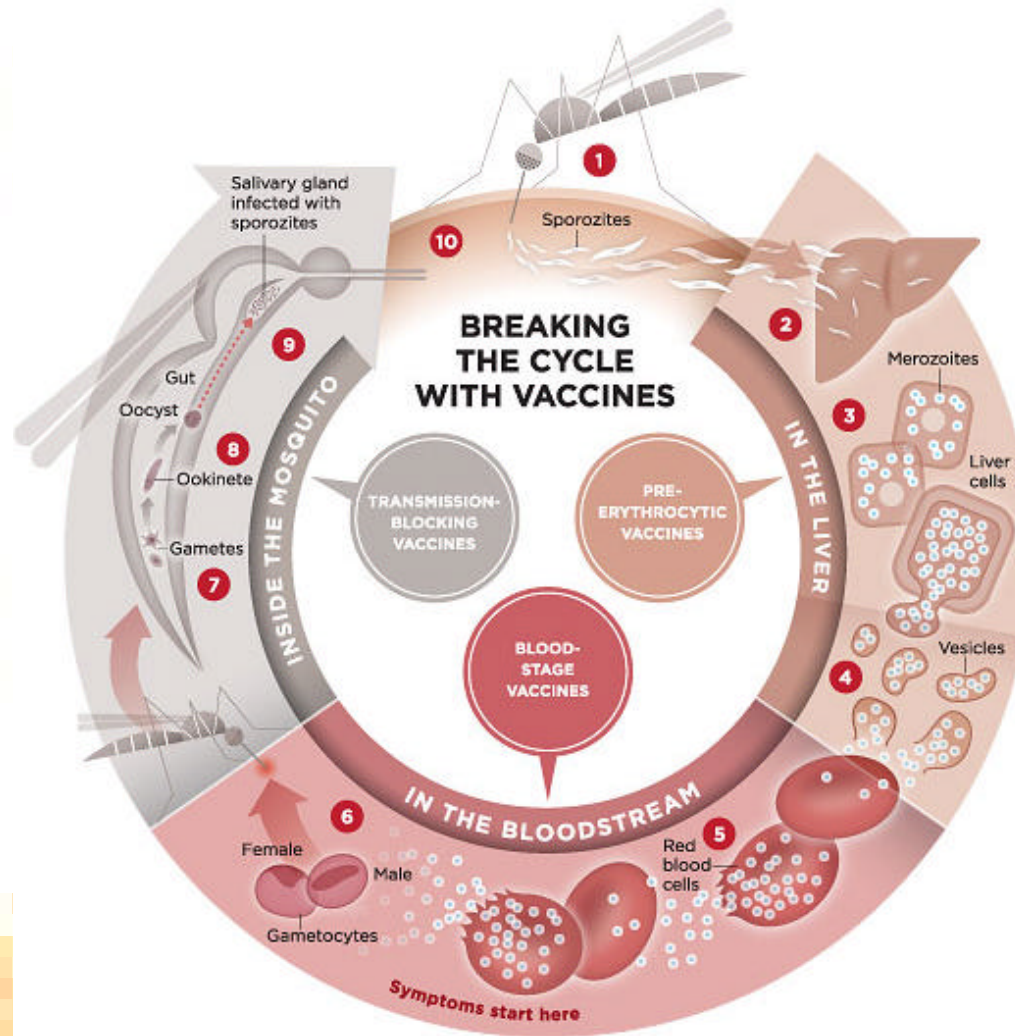 1
Salivary gland
infected with
sporozites
10
Sporozites
2
BREAKING
THE CYCLE
WITH VACCINES
9
Merozoites
Gut
3
Oocyst
8
Liver
cells
Ookinete
INSIDE THE MOSQUITO
TRANSMISSION-
BLOCKING
VACCINES
PRE-
ERYTHROCYTIC
VACCINES
IN THE LIVER
Gametes
7
BLOOD-
STAGE
VACCINES
Vesicles
4
IN THE BLOODSTREAM
6
5
Female
Male
Red
blood
cells
Gametocytes
Symptoms start here